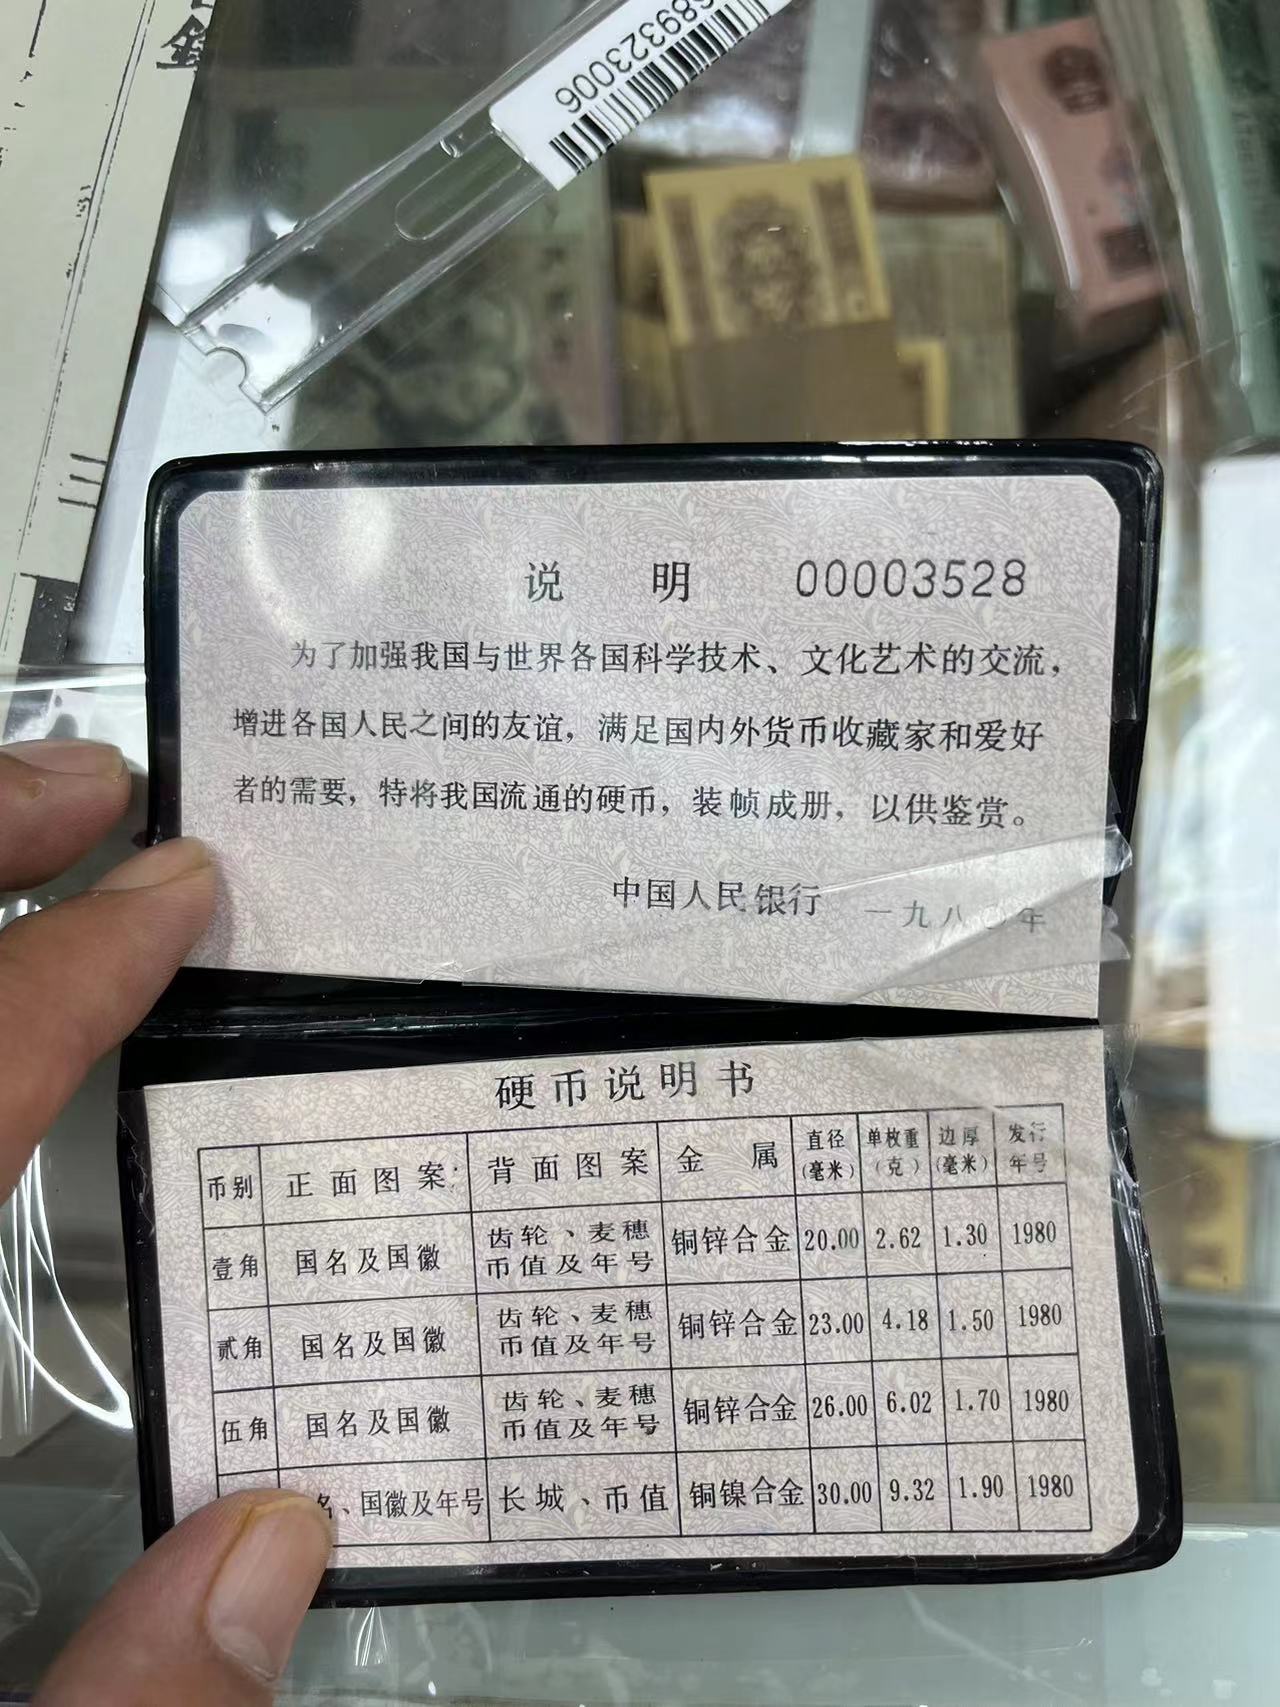 689323006
说 明 00003528
为了加强我国与世界各国科学技术、文化艺术的交流，
增进各国人民之间的友谊，满足国内外货币收藏家和爱好
者的需要，特将我国流通的硬币，装帧成册，以供鉴赏。
中国人民银行 一九八〇年
硬币说明书
币别 正面图案 背面图案 金属 直径(毫米) 单枚重(克) 边厚(毫米) 发行年号
壹角 国名及国徽 齿轮、麦穗币值及年号 铜锌合金 20.00 2.62 1.30 1980
贰角 国名及国徽 齿轮、麦穗币值及年号 铜锌合金 23.00 4.18 1.50 1980
伍角 国名及国徽 齿轮、麦穗币值及年号 铜锌合金 26.00 6.02 1.70 1980
名、国徽及年号 长城、币值 铜镍合金 30.00 9.32 1.90 1980